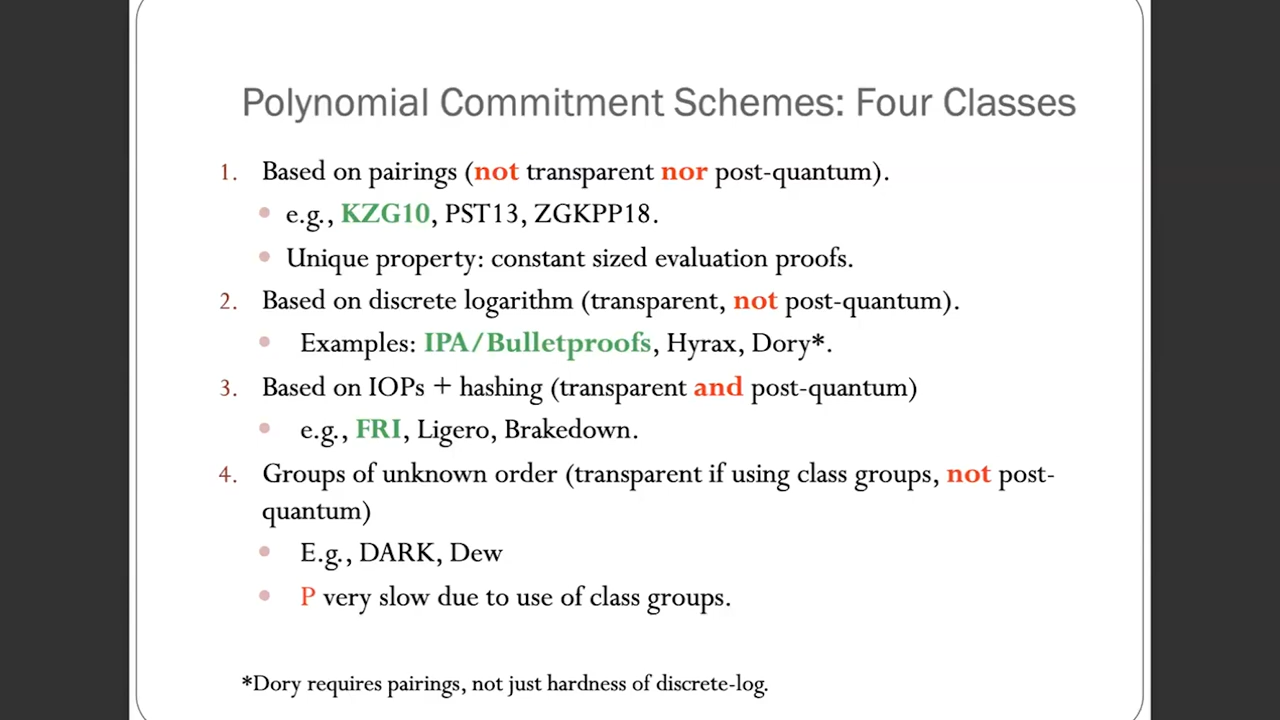 Polynomial Commitment Schemes: Four Classes
1. Based on pairings (not transparent nor post-quantum).
• e.g., KZG10, PST13, ZGKPP18.
• Unique property: constant sized evaluation proofs.
2. Based on discrete logarithm (transparent, not post-quantum).
• Examples: IPA/Bulletproofs, Hyrax, Dory*.
3. Based on IOPs + hashing (transparent and post-quantum)
• e.g., FRI, Ligero, Brakedown.
4. Groups of unknown order (transparent if using class groups, not post-
quantum)
• E.g., DARK, Dew
• P very slow due to use of class groups.
*Dory requires pairings, not just hardness of discrete-log.